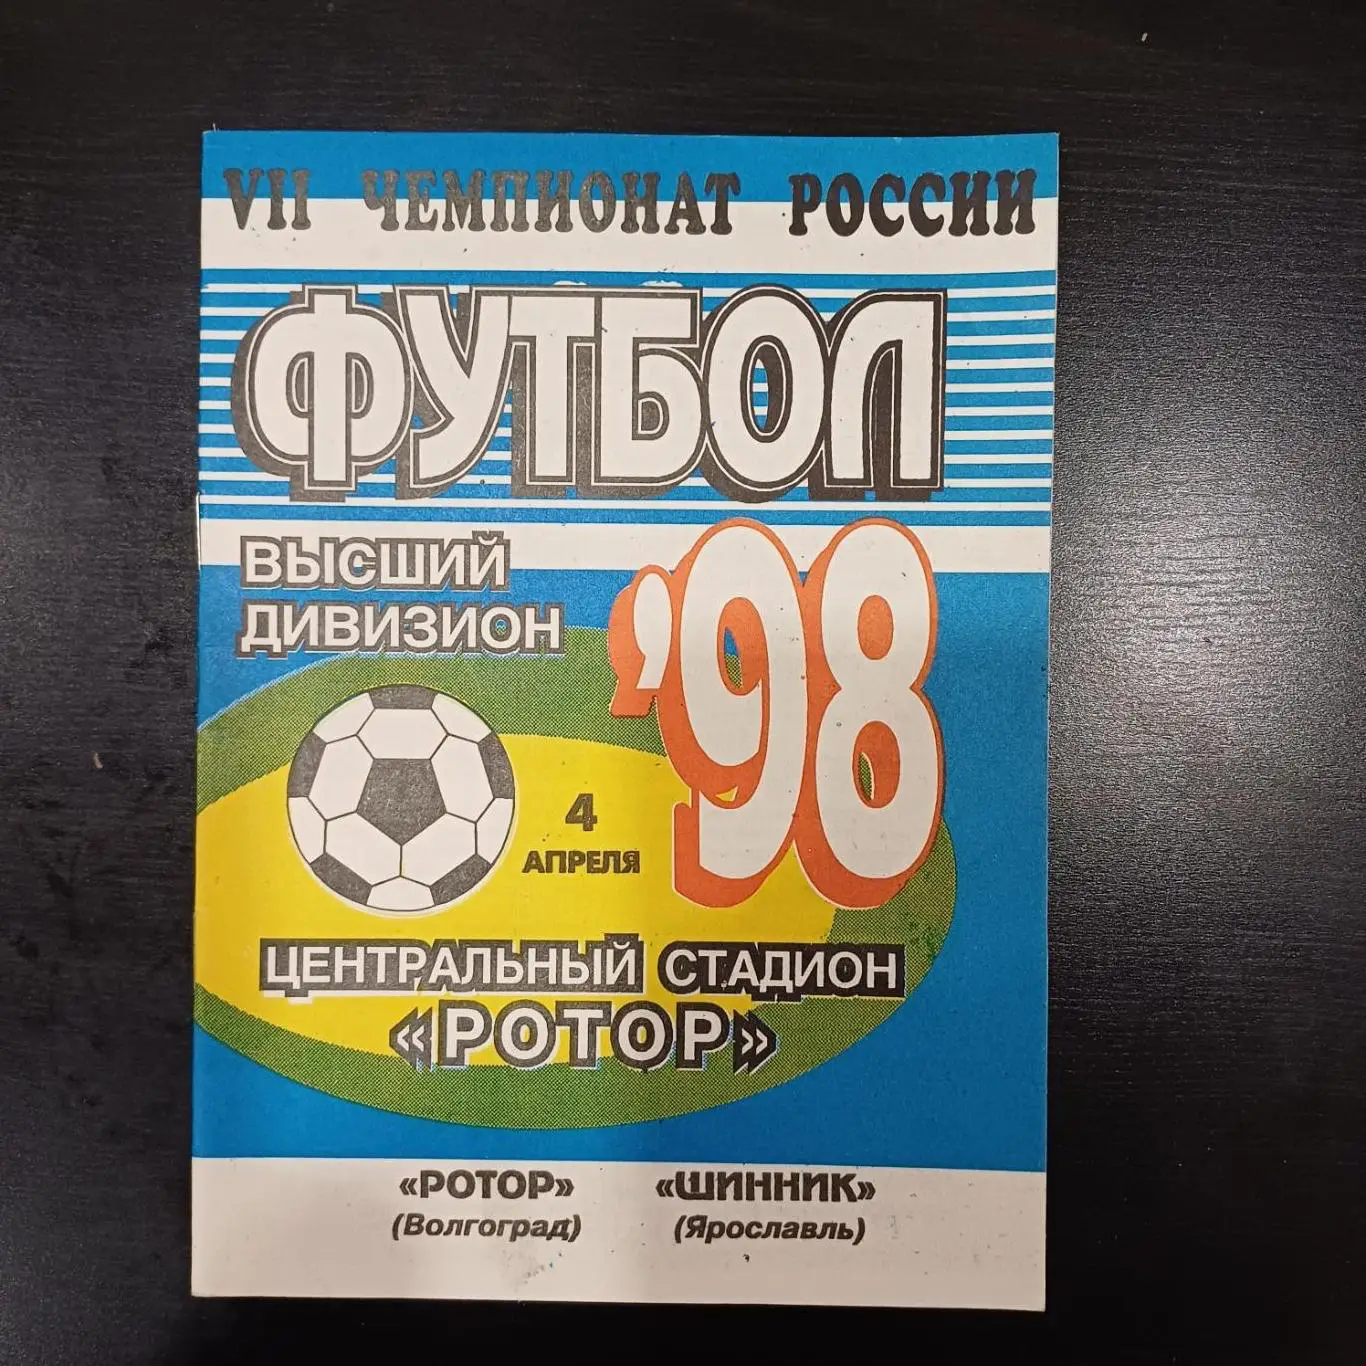 VII ЧЕМПИОНАТ РОССИИ
ФУТБОЛ
ВЫСШИЙ
ДИВИЗИОН
'98
4
АПРЕЛЯ
ЦЕНТРАЛЬНЫЙ СТАДИОН
«РОТОР»
«РОТОР» «ШИННИК»
(Волгоград) (Ярославль)